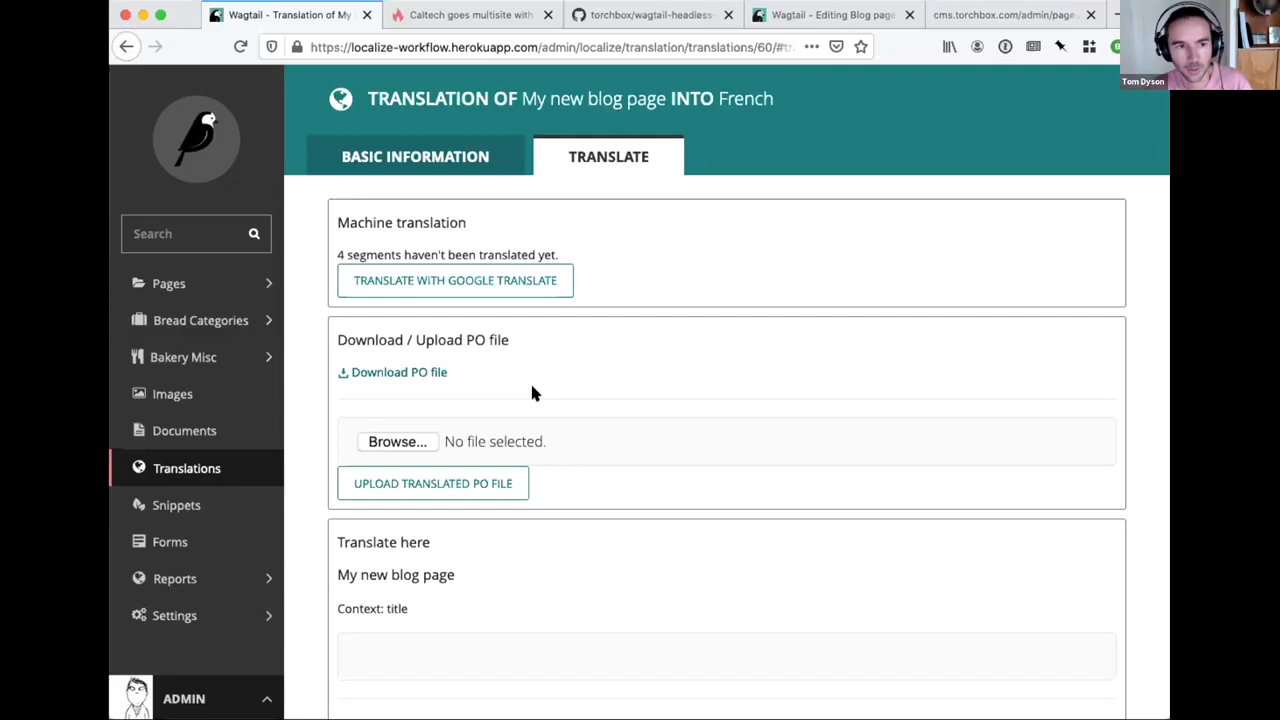 Wagtail - Translation of My
Caltech goes multisite with
torchbox/wagtail-headless-
Wagtail - Editing Blog page
cms.torchbox.com/admin/page
https://localize-workflow.herokuapp.com/admin/localize/translation/translations/60/#tr
Tom Dyson
TRANSLATION OF My new blog page INTO French
BASIC INFORMATION
TRANSLATE
Search
Pages
Bread Categories
Bakery Misc
Images
Documents
Translations
Snippets
Forms
Reports
Settings
ADMIN
Machine translation
4 segments haven't been translated yet.
TRANSLATE WITH GOOGLE TRANSLATE
Download / Upload PO file
Download PO file
Browse... No file selected.
UPLOAD TRANSLATED PO FILE
Translate here
My new blog page
Context: title